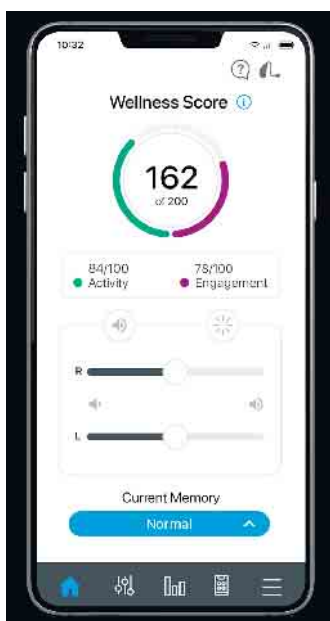 10:32
Wellness Score
162
of 200
84/100
Activity
78/100
Engagement
R
L
Current Memory
Normal